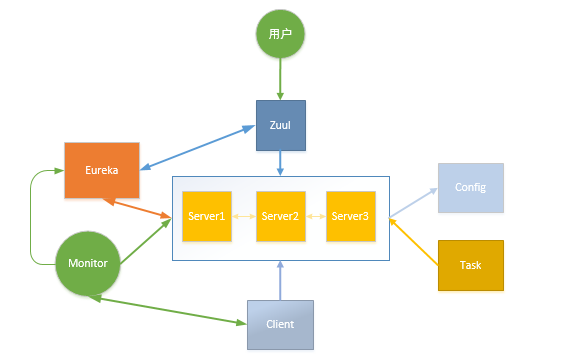 用户
Zuul
Eureka
Server1
Server2
Server3
Config
Monitor
Task
Client